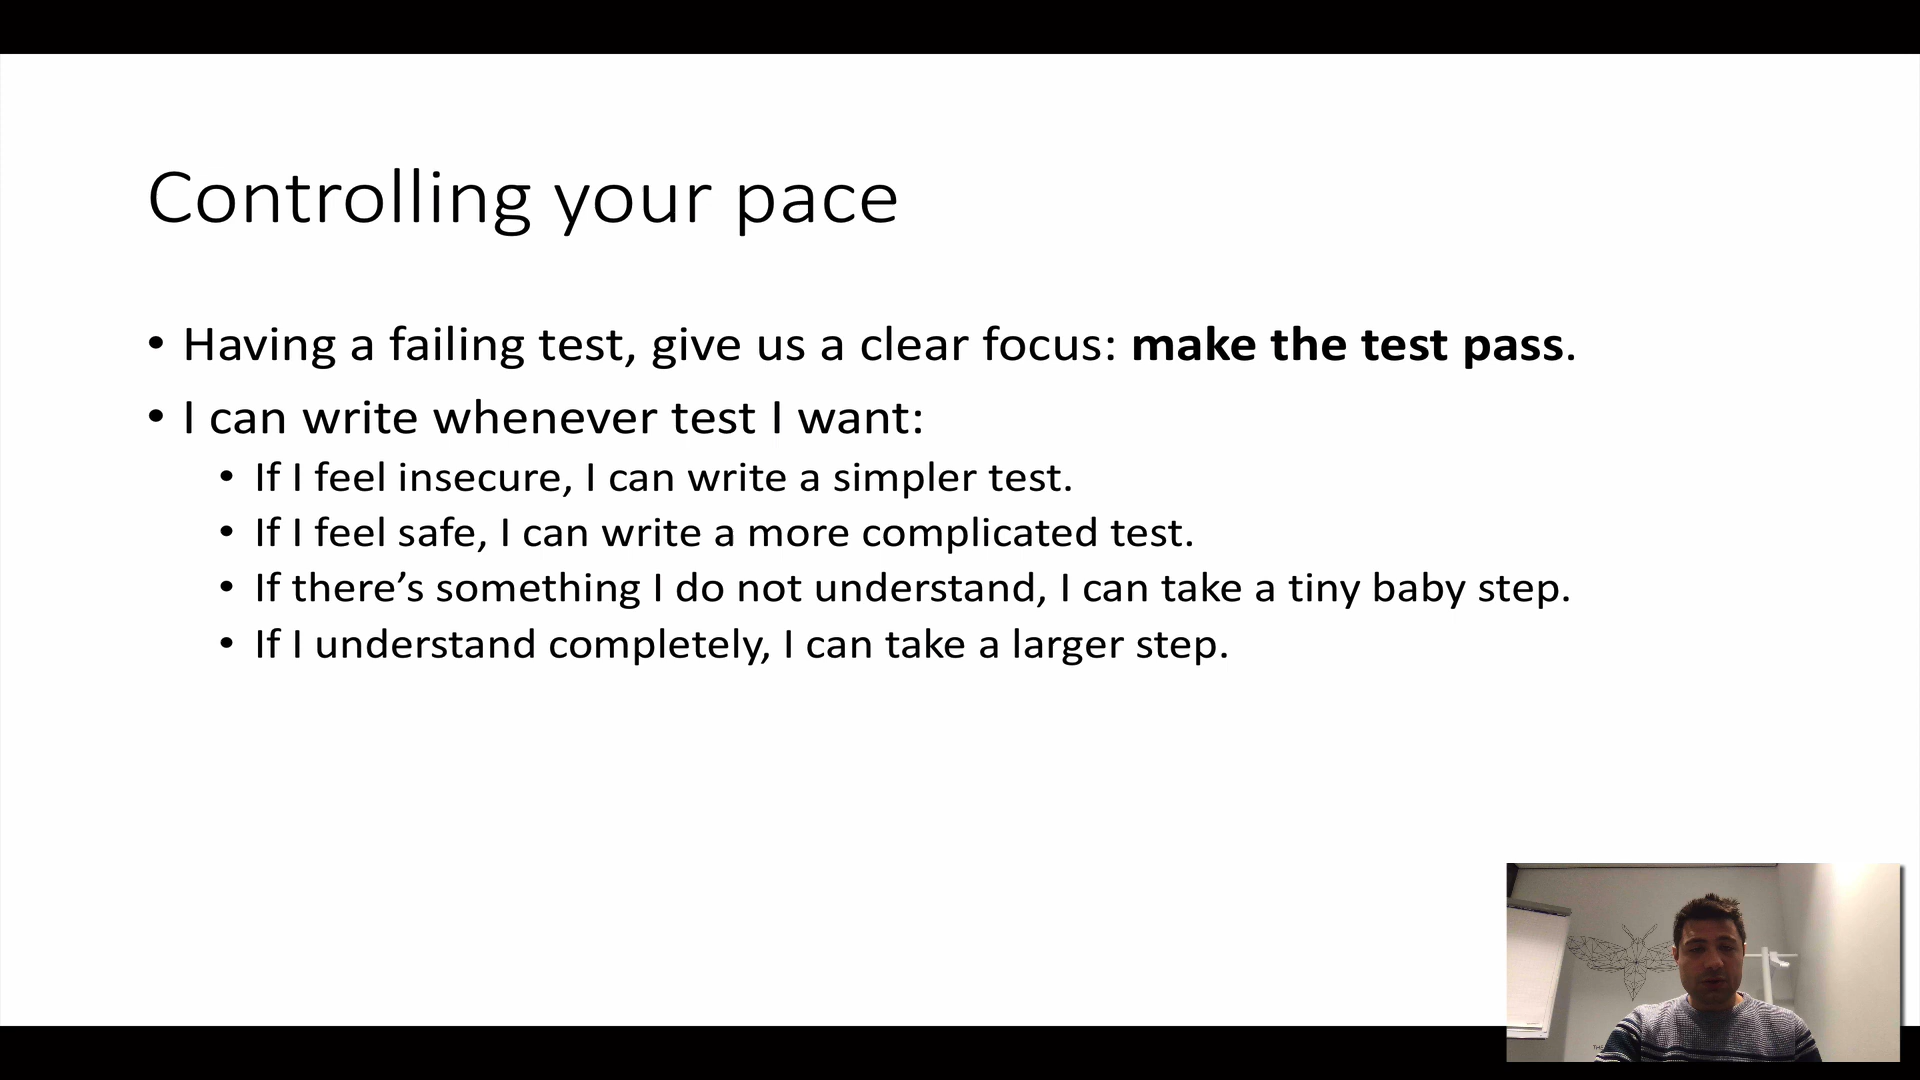 Controlling your pace
• Having a failing test, give us a clear focus: make the test pass.
• I can write whenever test I want:
• If I feel insecure, I can write a simpler test.
• If I feel safe, I can write a more complicated test.
• If there’s something I do not understand, I can take a tiny baby step.
• If I understand completely, I can take a larger step.